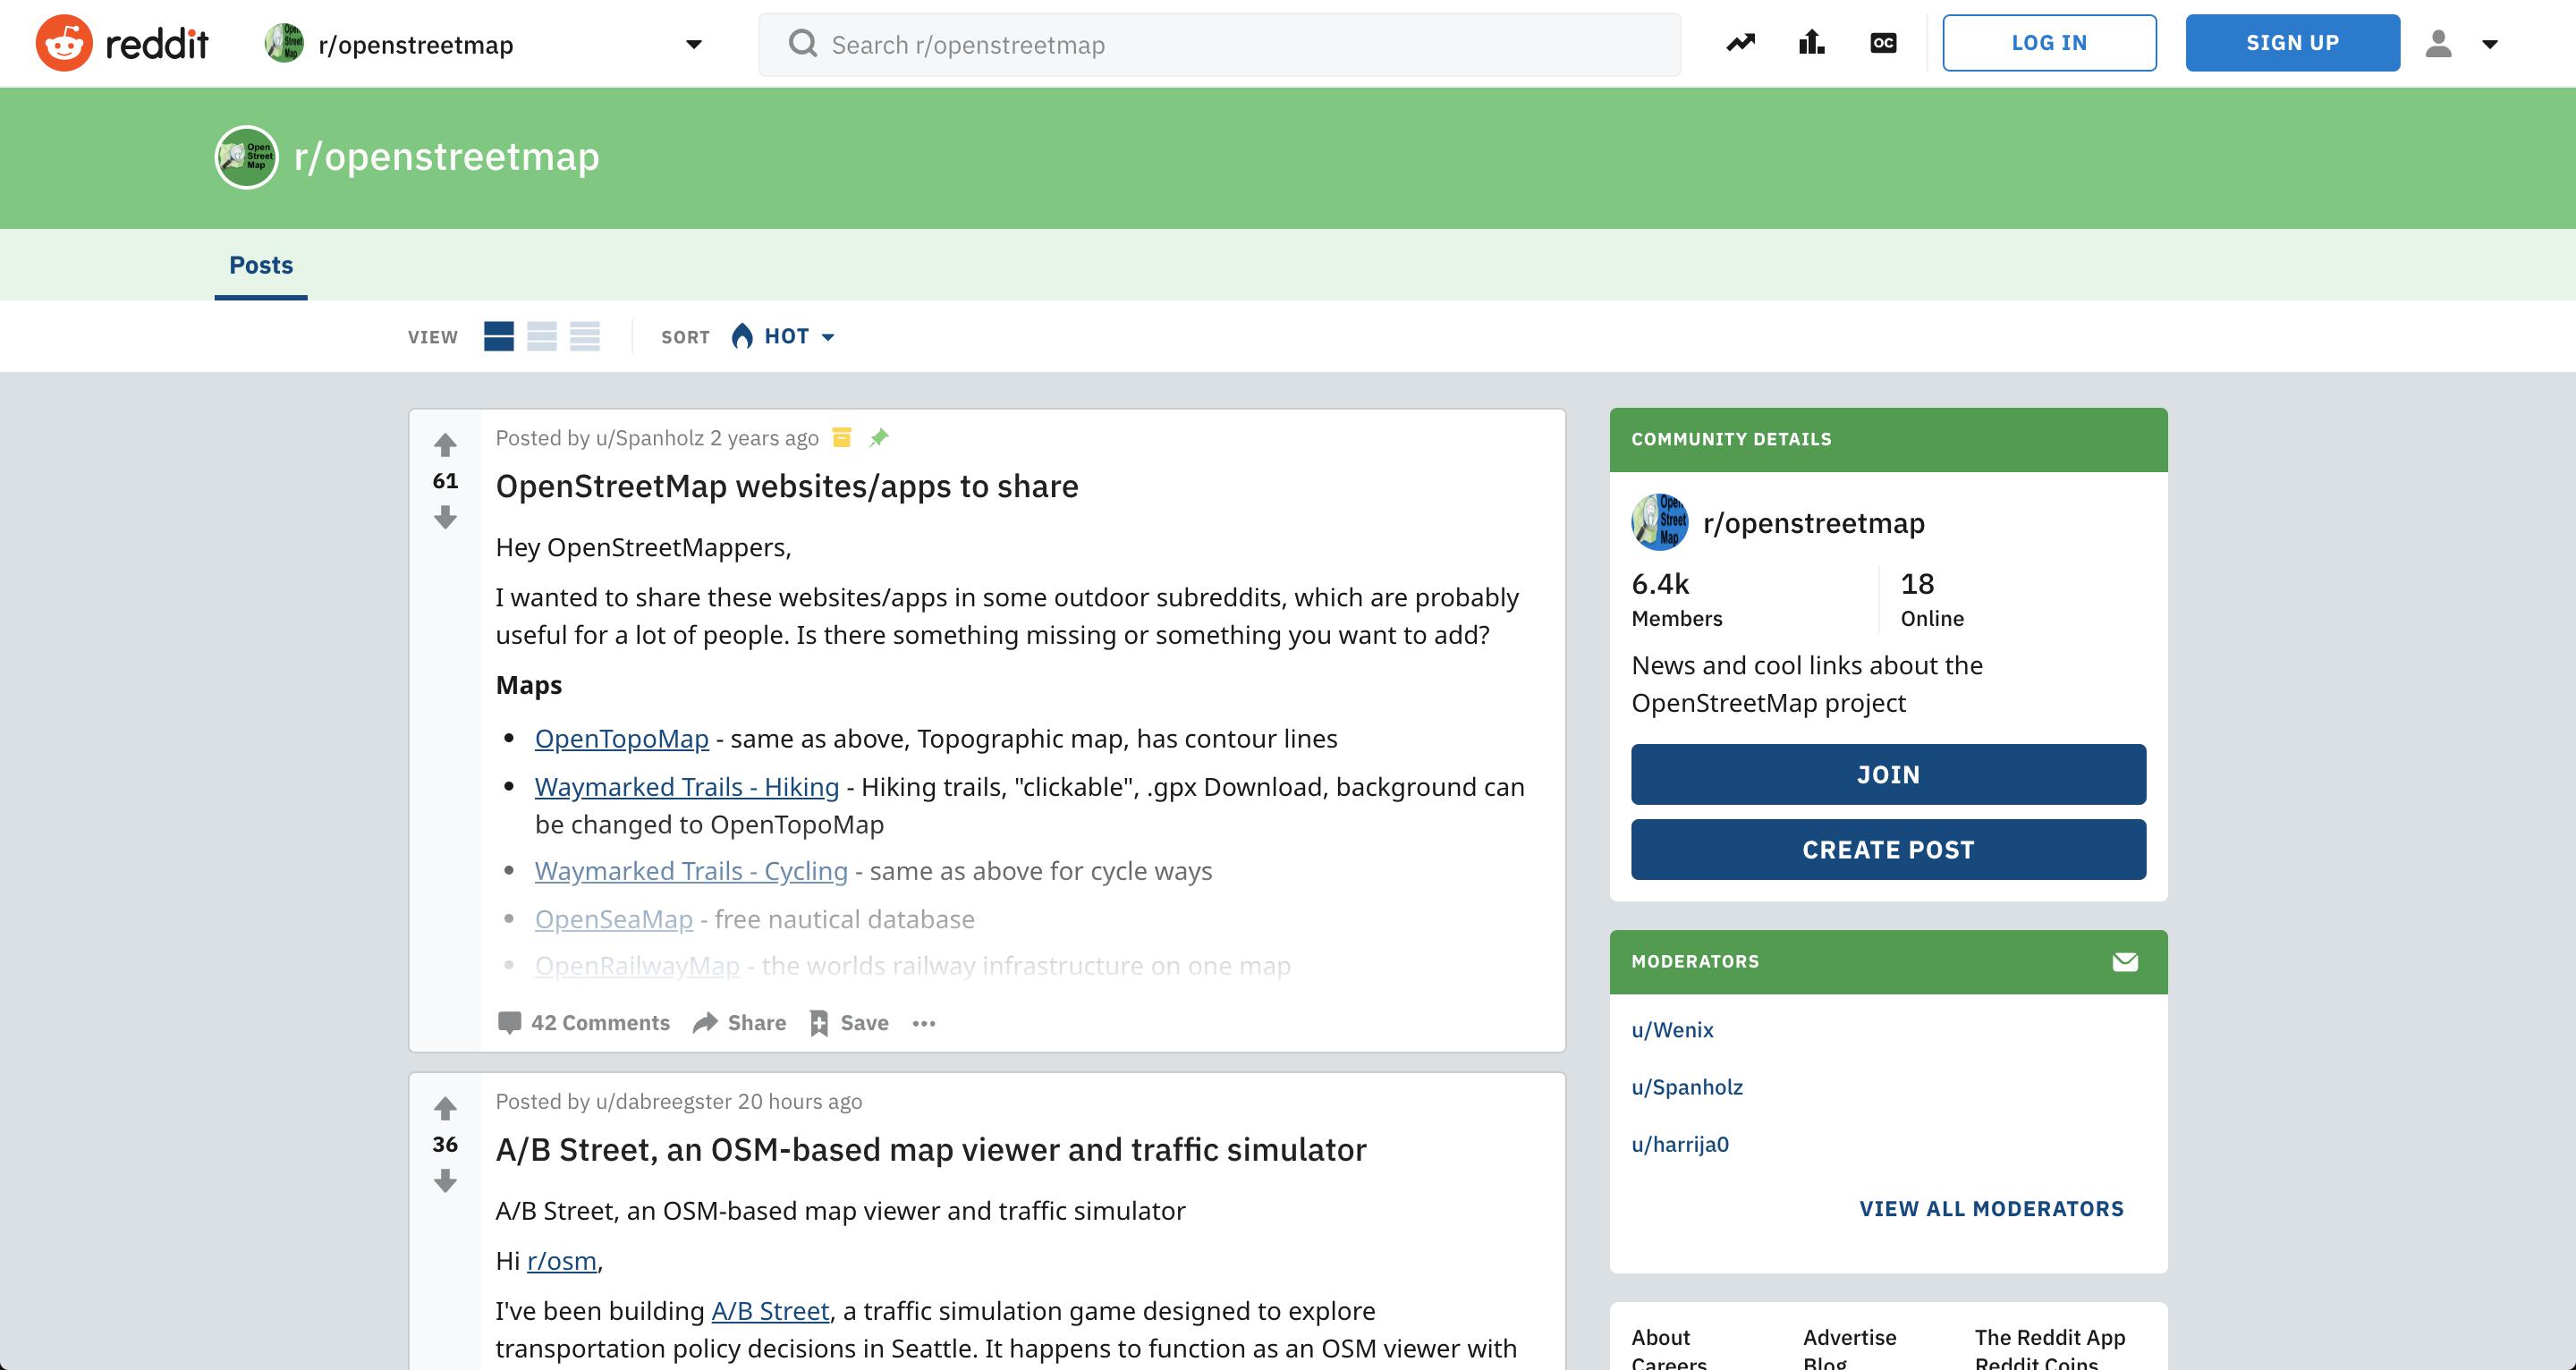 reddit
r/openstreetmap
Search r/openstreetmap
OC
LOG IN
SIGN UP
Open
Street
Map
r/openstreetmap
Posts
VIEW
SORT
HOT
61
Posted by u/Spanholz 2 years ago
OpenStreetMap websites/apps to share
Hey OpenStreetMappers,
I wanted to share these websites/apps in some outdoor subreddits, which are probably
useful for a lot of people. Is there something missing or something you want to add?
Maps
• OpenTopoMap - same as above, Topographic map, has contour lines
• Waymarked Trails - Hiking - Hiking trails, "clickable", .gpx Download, background can
be changed to OpenTopoMap
• Waymarked Trails - Cycling - same as above for cycle ways
• OpenSeaMap - free nautical database
• OpenRailwayMap - the worlds railway infrastructure on one map
42 Comments Share Save ...
36
Posted by u/dabreegster 20 hours ago
A/B Street, an OSM-based map viewer and traffic simulator
A/B Street, an OSM-based map viewer and traffic simulator
Hi r/osm,
I've been building A/B Street, a traffic simulation game designed to explore
transportation policy decisions in Seattle. It happens to function as an OSM viewer with
COMMUNITY DETAILS
Open
Street
Map
r/openstreetmap
6.4k
Members
18
Online
News and cool links about the
OpenStreetMap project
JOIN
CREATE POST
MODERATORS
u/Wenix
u/Spanholz
u/harrija0
VIEW ALL MODERATORS
About
Advertise
The Reddit App
Careers
Blog
Reddit Coins